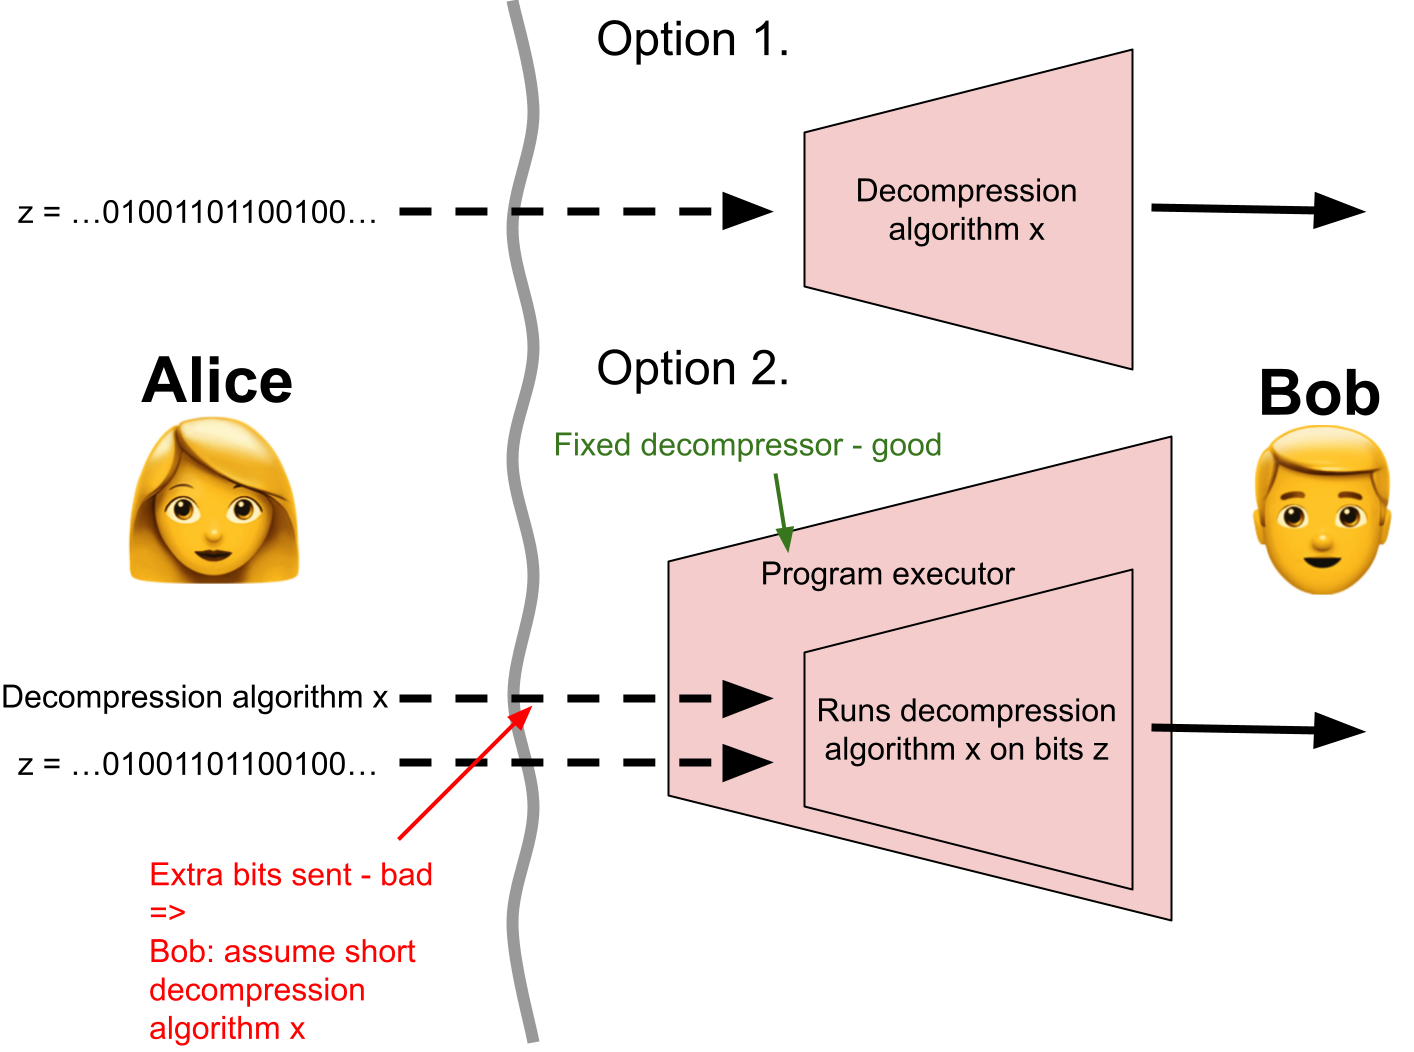 Option 1.
Decompression
algorithm x
z = …01001101100100…
Alice
Option 2.
Bob
Fixed decompressor - good
Program executor
Decompression algorithm x
Runs decompression
algorithm x on bits z
z = …01001101100100…
Extra bits sent - bad
=>
Bob: assume short
decompression
algorithm x